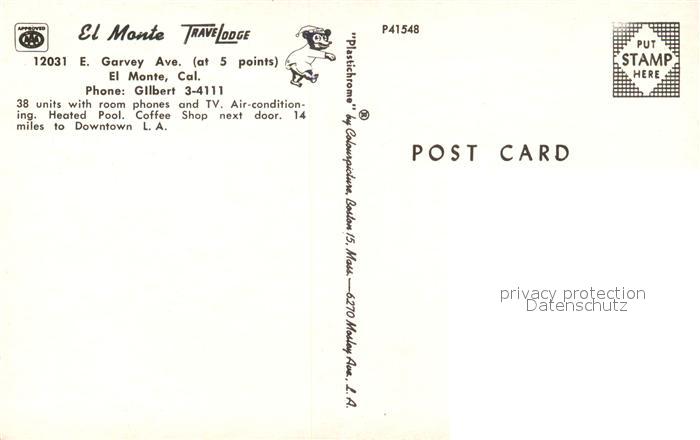 APPROVED
AAA
El Monte TRAVELODGE
12031 E. Garvey Ave. (at 5 points)
El Monte, Cal.
Phone: GIlbert 3-4111
38 units with room phones and TV. Air-condition-
ing. Heated Pool. Coffee Shop next door. 14
miles to Downtown L. A.
"Plastichrome" ® by Colourpicture, Boston 15, Mass.—6270 Mosley Ave., L. A.
P41548
PUT
STAMP
HERE
POST CARD
privacy protection
Datenschutz